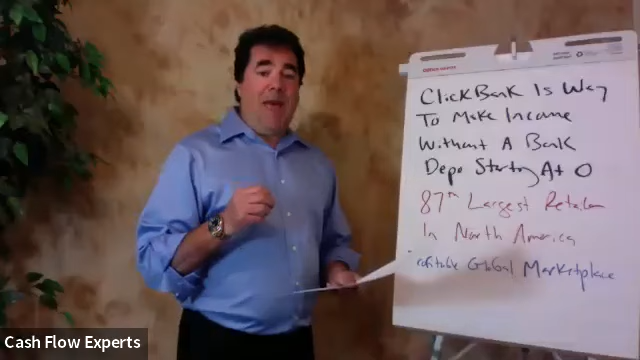 ClickBank Is Way
To Make Income
Without A Bank
Depo Starting At 0
87th Largest Retailer
In North America
Profitable Global Marketplace
Cash Flow Experts